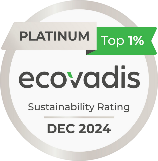 PLATINUM Top 1%
ecovadis
Sustainability Rating
DEC 2024